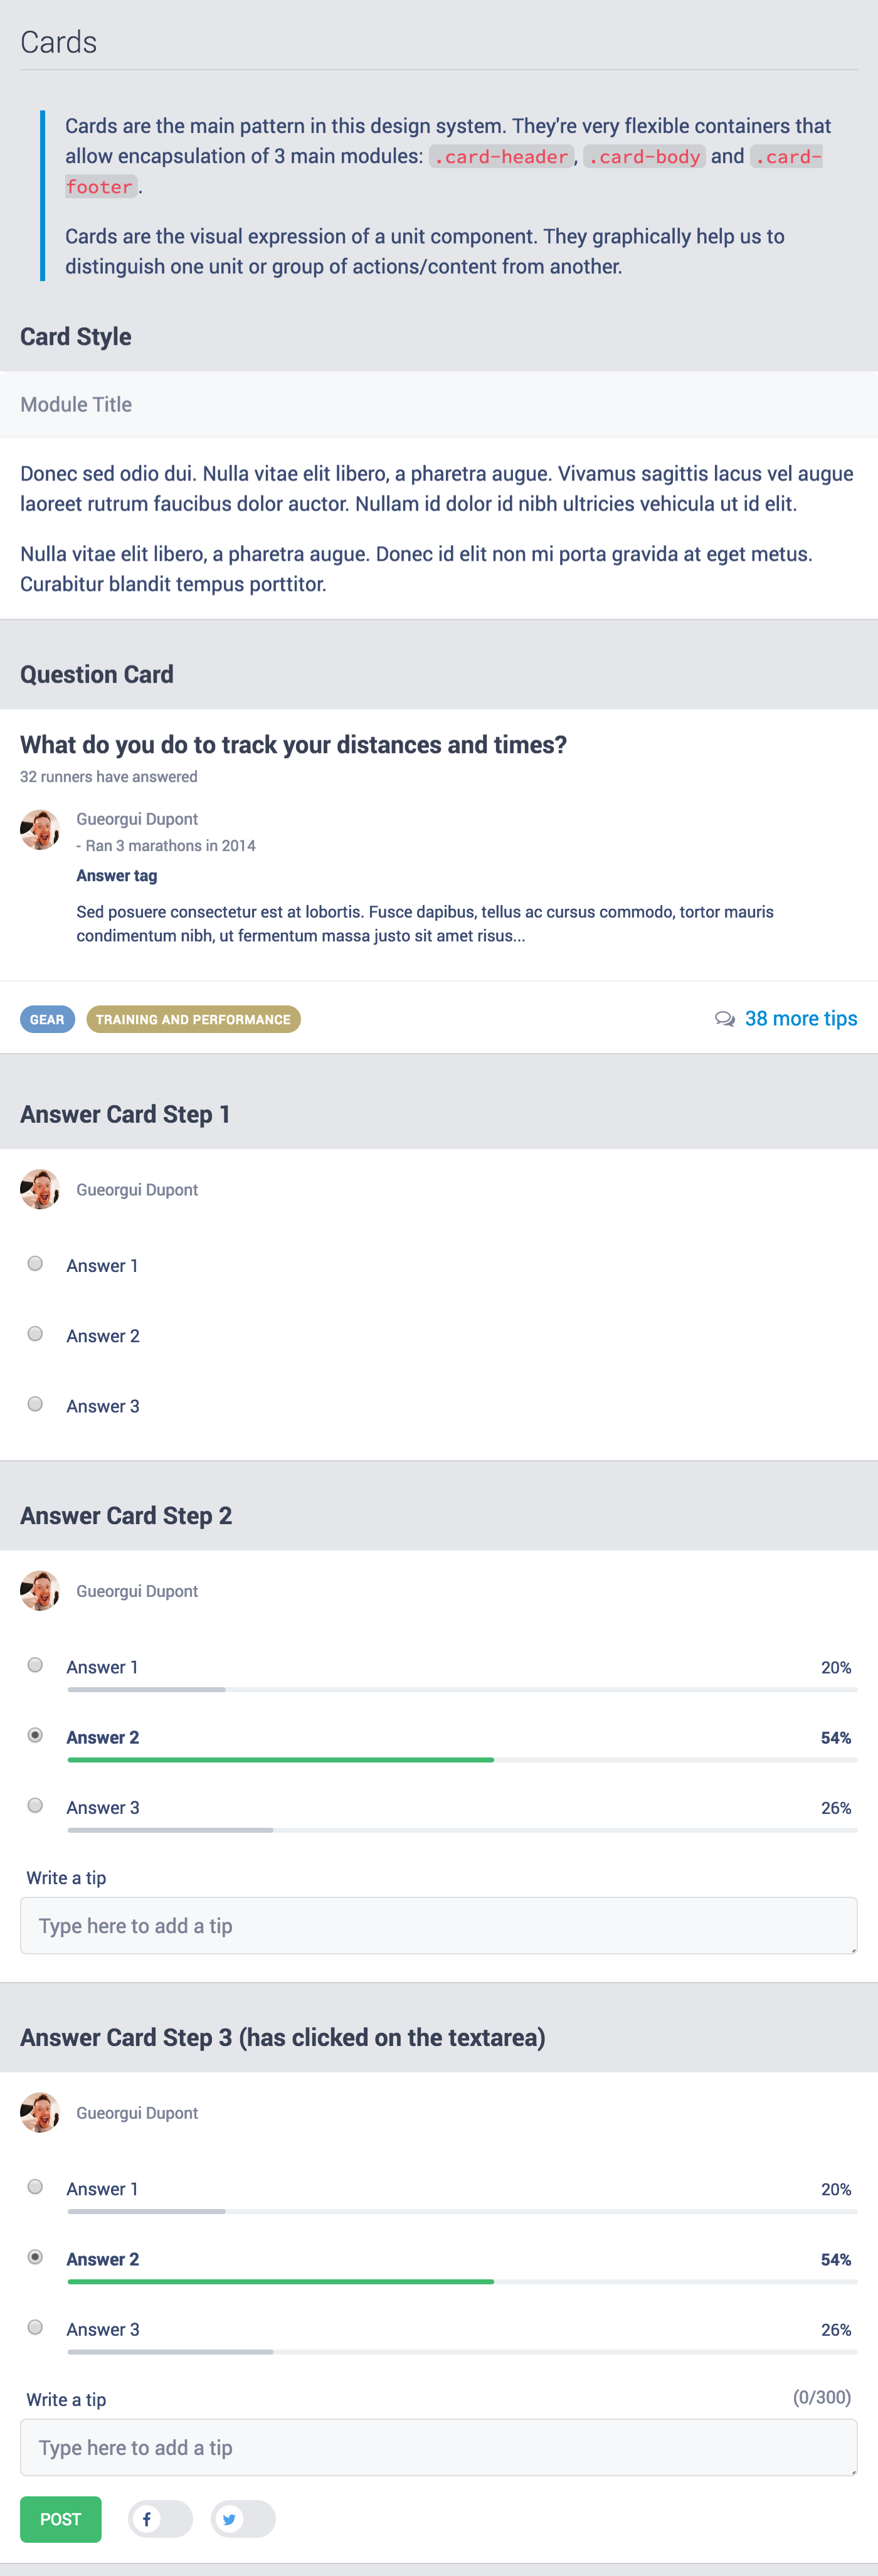 Cards
Cards are the main pattern in this design system. They're very flexible containers that
allow encapsulation of 3 main modules: .card-header, .card-body and .card-
footer.
Cards are the visual expression of a unit component. They graphically help us to
distinguish one unit or group of actions/content from another.
Card Style
Module Title
Donec sed odio dui. Nulla vitae elit libero, a pharetra augue. Vivamus sagittis lacus vel augue
laoreet rutrum faucibus dolor auctor. Nullam id dolor id nibh ultricies vehicula ut id elit.
Nulla vitae elit libero, a pharetra augue. Donec id elit non mi porta gravida at eget metus.
Curabitur blandit tempus porttitor.
Question Card
What do you do to track your distances and times?
32 runners have answered
Gueorgui Dupont
- Ran 3 marathons in 2014
Answer tag
Sed posuere consectetur est at lobortis. Fusce dapibus, tellus ac cursus commodo, tortor mauris
condimentum nibh, ut fermentum massa justo sit amet risus...
GEAR TRAINING AND PERFORMANCE 38 more tips
Answer Card Step 1
Gueorgui Dupont
Answer 1
Answer 2
Answer 3
Answer Card Step 2
Gueorgui Dupont
Answer 1 20%
Answer 2 54%
Answer 3 26%
Write a tip
Type here to add a tip
Answer Card Step 3 (has clicked on the textarea)
Gueorgui Dupont
Answer 1 20%
Answer 2 54%
Answer 3 26%
Write a tip (0/300)
Type here to add a tip
POST